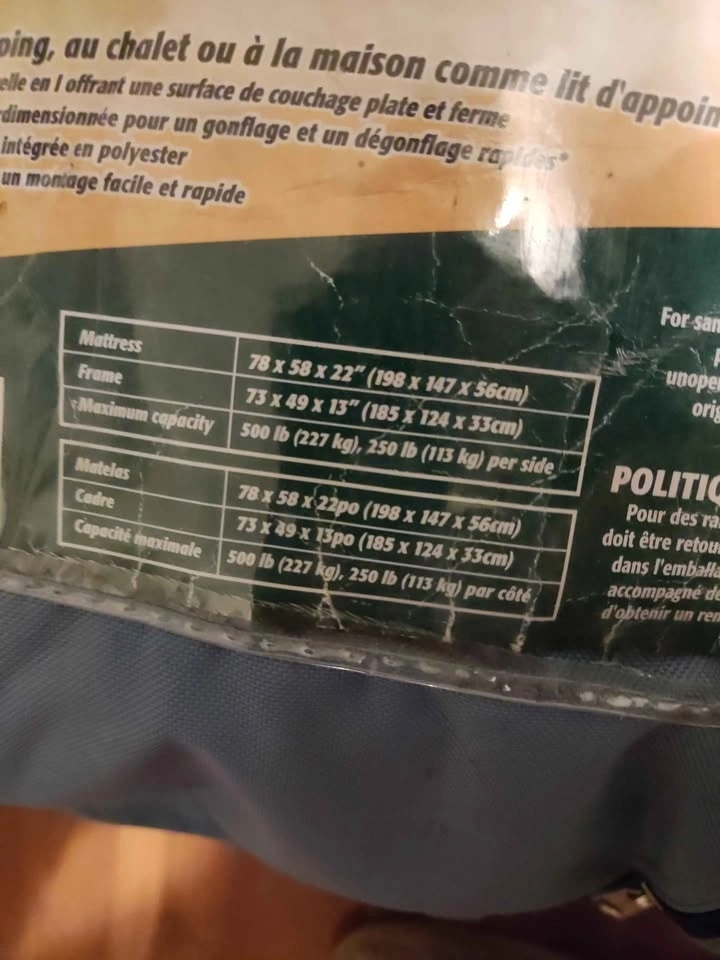 au chalet ou à la maison comme lit d'appoin
elle en l offrant une surface de couchage plate et ferme
dimensionnée pour un gonflage et un dégonflage rapides*
intégrée en polyester
un montage facile et rapide
Mattress 78 x 58 x 22" (198 x 147 x 56cm)
Frame 73 x 49 x 13" (185 x 124 x 33cm)
Maximum capacity 500 lb (227 kg), 250 lb (113 kg) per side
Matelas 78 x 58 x 22po (198 x 147 x 56cm)
Cadre 73 x 49 x 13po (185 x 124 x 33cm)
Capacité maximale 500 lb (227 kg), 250 lb (113 kg) par côté
For san
unope
orig
POLITIQ
Pour des ra
doit être retou
dans l'emballa
accompagné de
d'obtenir un rem